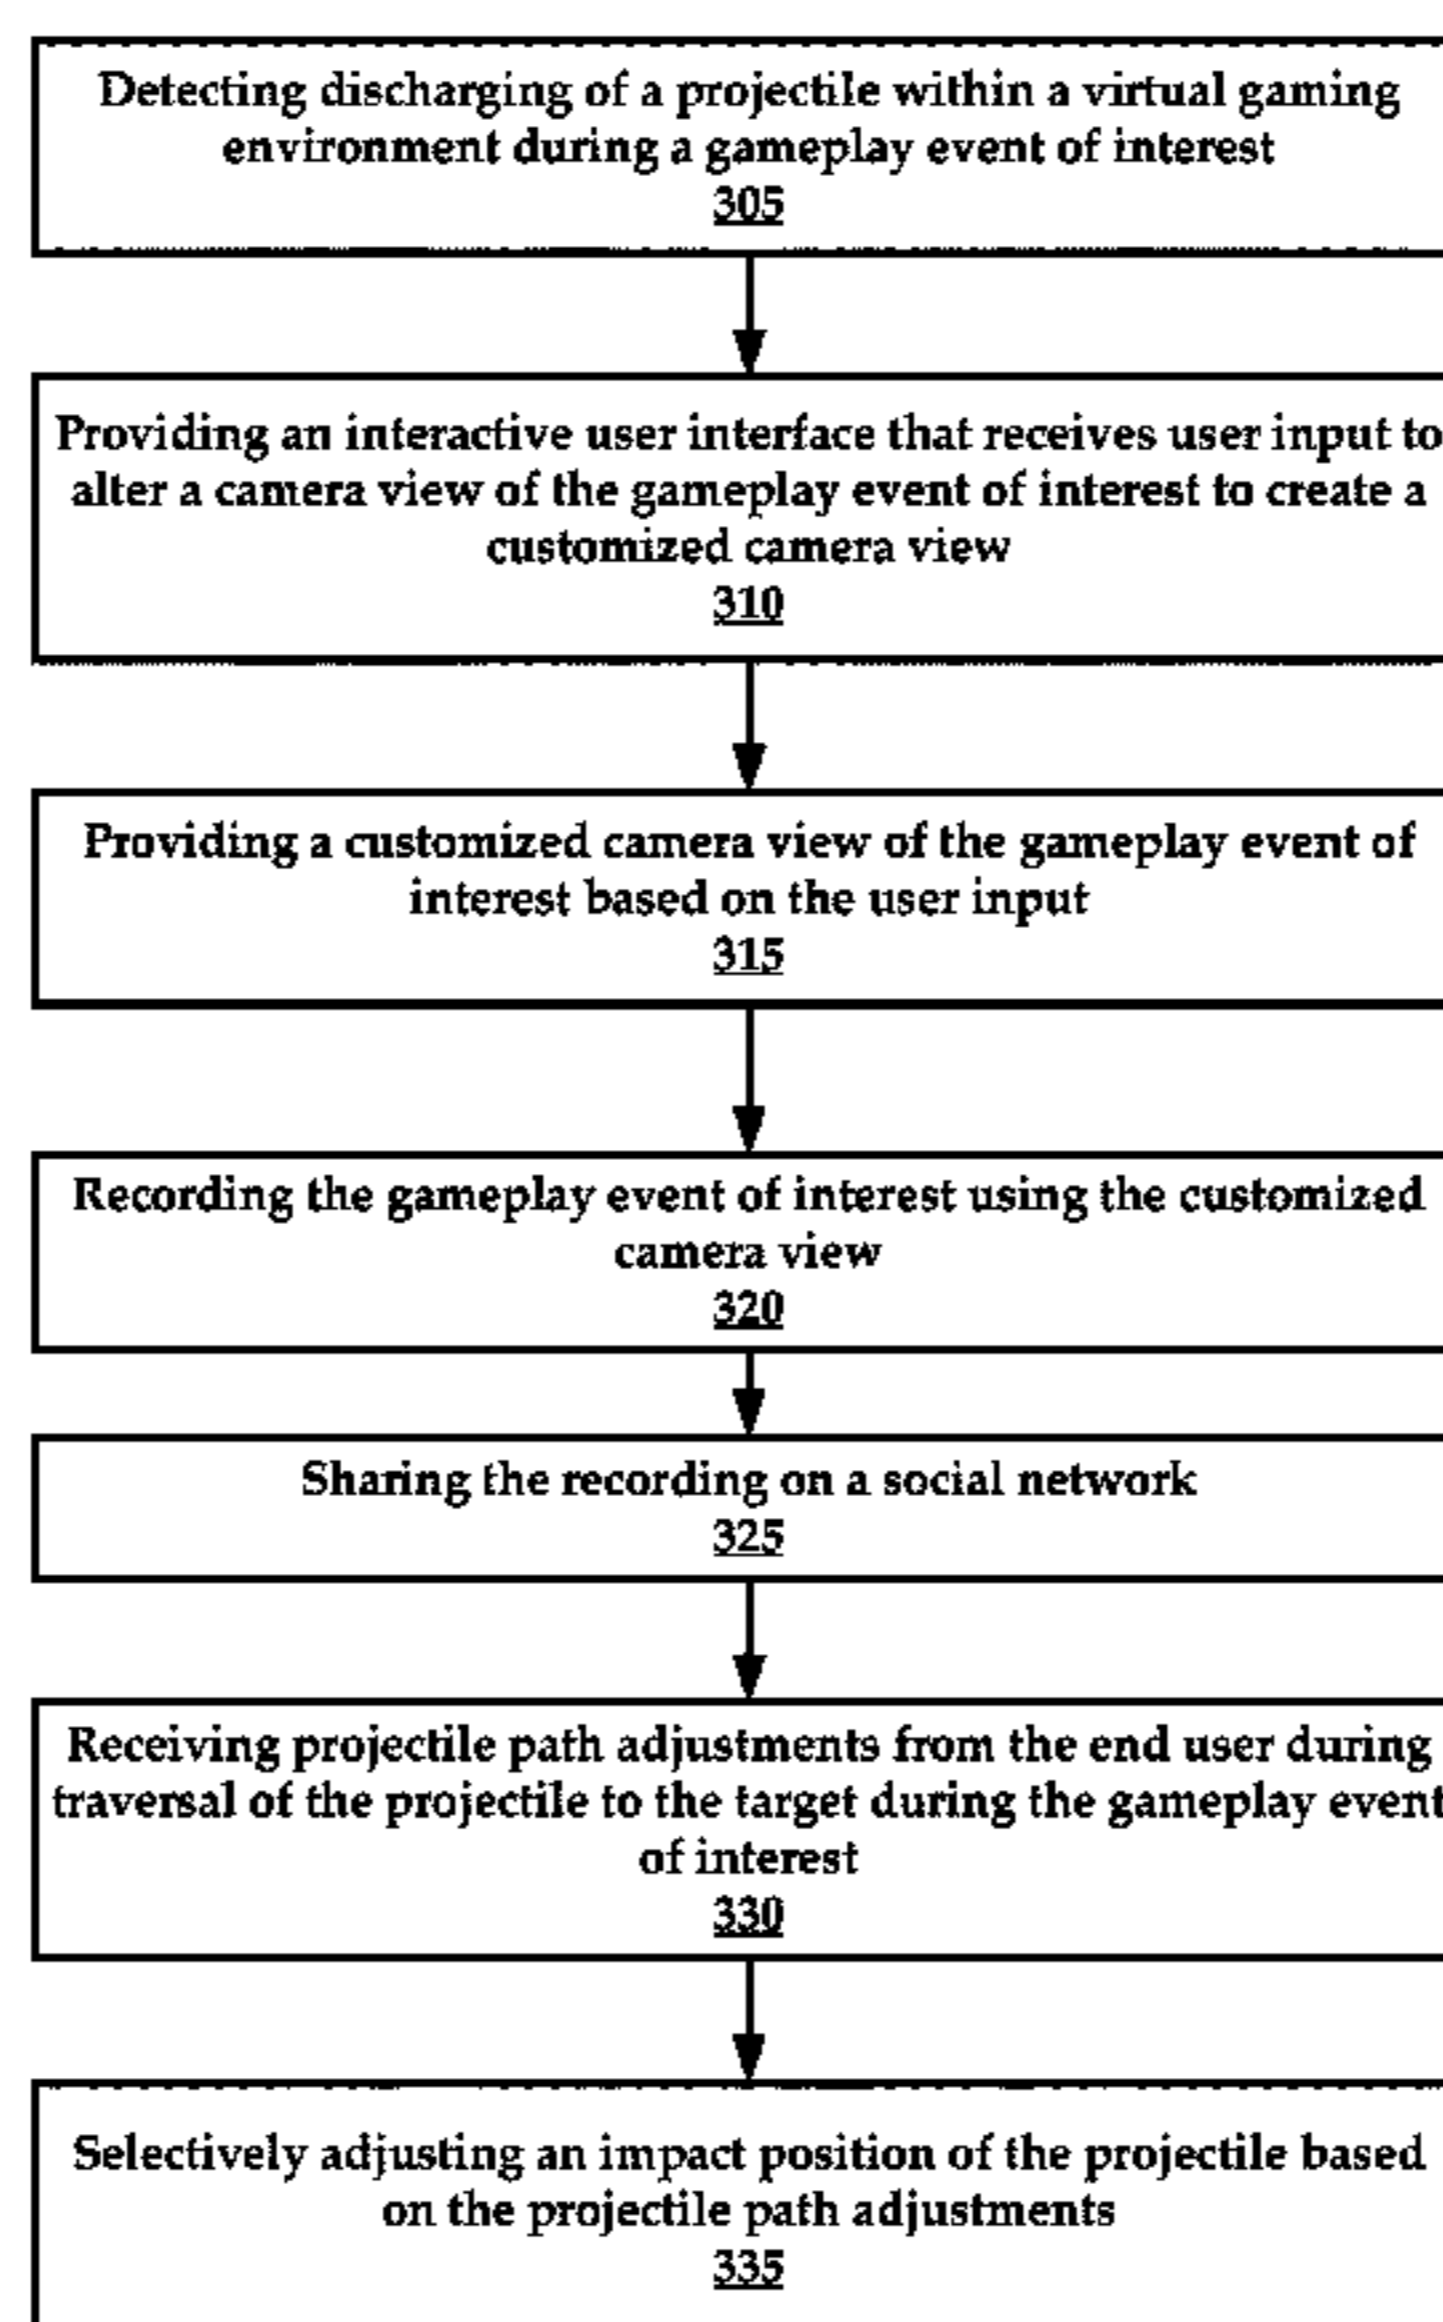 Detecting discharging of a projectile within a virtual gaming
environment during a gameplay event of interest
305
Providing an interactive user interface that receives user input to
alter a camera view of the gameplay event of interest to create a
customized camera view
310
Providing a customized camera view of the gameplay event of
interest based on the user input
315
Recording the gameplay event of interest using the customized
camera view
320
Sharing the recording on a social network
325
Receiving projectile path adjustments from the end user during
traversal of the projectile to the target during the gameplay event
of interest
330
Selectively adjusting an impact position of the projectile based
on the projectile path adjustments
335